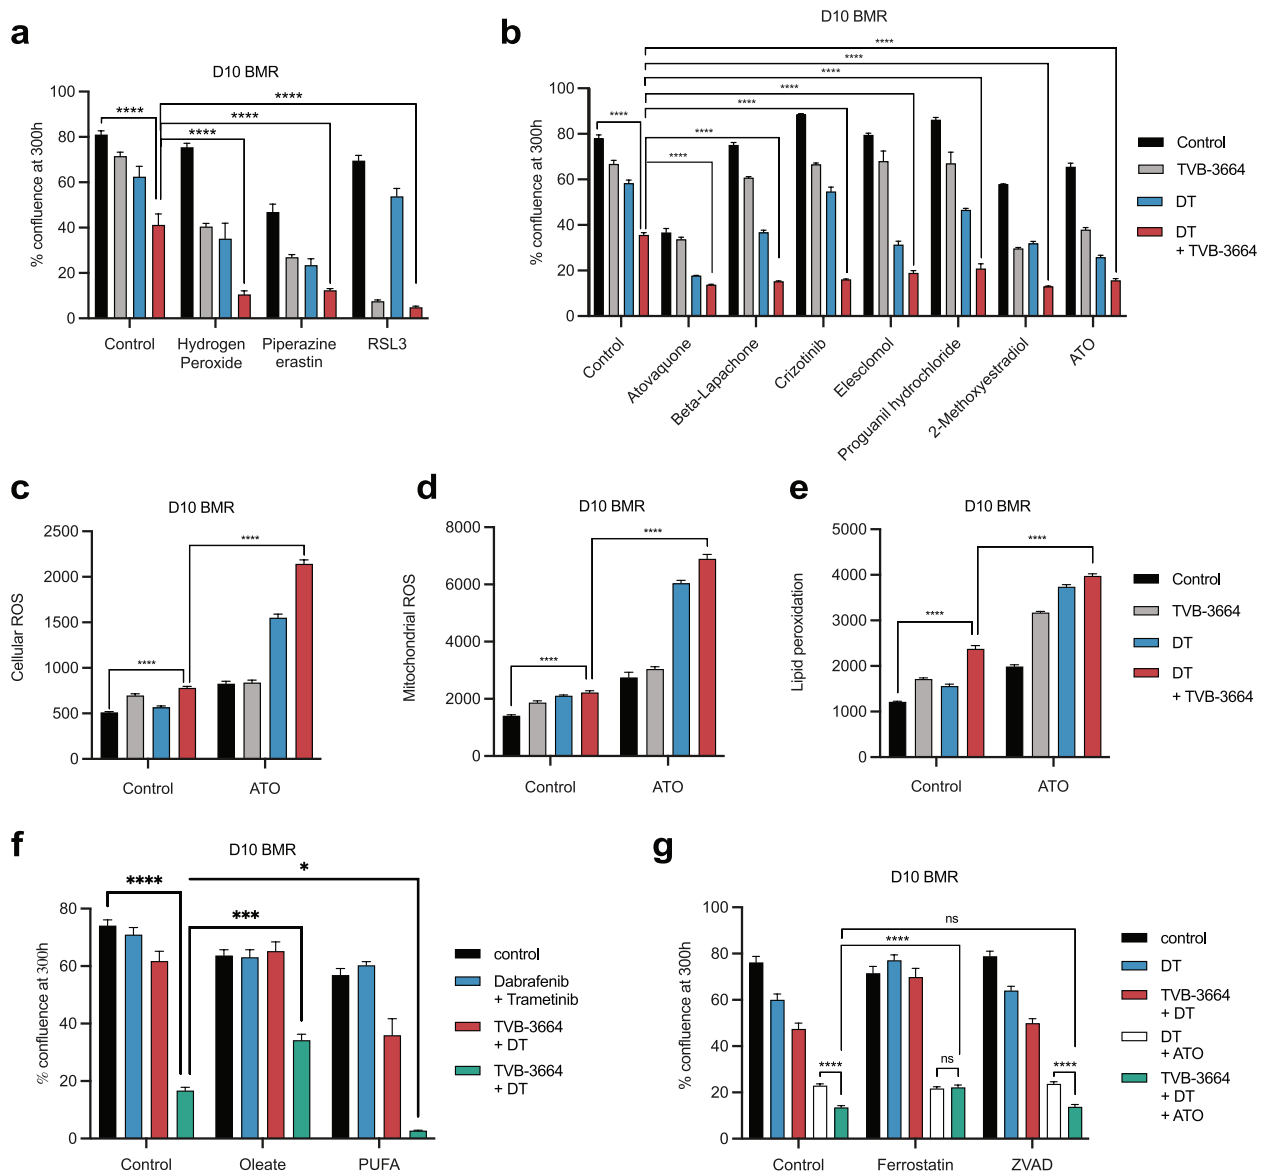 a
D10 BMR
% confluence at 300h
100
80
60
40
20
0
****
****
****
****
Control
Hydrogen
Peroxide
Piperazine
erastin
RSL3
b
D10 BMR
% confluence at 300h
100
80
60
40
20
0
****
****
****
****
****
****
****
****
Control
Atovaquone
Beta-Lapachone
Crizotinib
Elesclomol
Proguanil hydrochloride
2-Methoxyestradiol
ATO
Control
TVB-3664
DT
DT
+ TVB-3664
c
D10 BMR
Cellular ROS
2500
2000
1500
1000
500
0
****
****
Control
ATO
d
D10 BMR
Mitochondrial ROS
8000
6000
4000
2000
0
****
****
Control
ATO
e
D10 BMR
Lipid peroxidation
5000
4000
3000
2000
1000
0
****
****
Control
ATO
Control
TVB-3664
DT
DT
+ TVB-3664
f
D10 BMR
% confluence at 300h
80
60
40
20
0
****
***
*
Control
Oleate
PUFA
control
Dabrafenib
+ Trametinib
TVB-3664
+ DT
TVB-3664
+ DT
g
D10 BMR
% confluence at 300h
100
80
60
40
20
0
ns
****
****
ns
****
Control
Ferrostatin
ZVAD
control
DT
TVB-3664
+ DT
DT
+ ATO
TVB-3664
+ DT
+ ATO